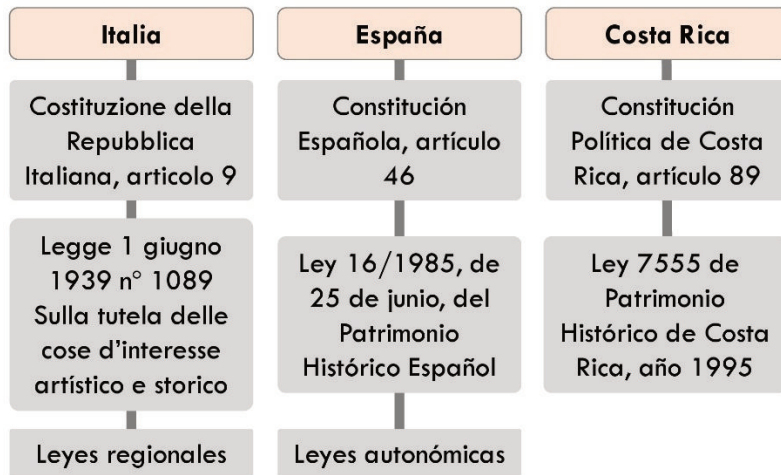 Italia
Costituzione della
Repubblica
Italiana, articolo 9
Legge 1 giugno
1939 n° 1089
Sulla tutela delle
cose d'interesse
artistico e storico
Leyes regionales
España
Constitución
Española, artículo
46
Ley 16/1985, de
25 de junio, del
Patrimonio
Histórico Español
Leyes autonómicas
Costa Rica
Constitución
Política de Costa
Rica, artículo 89
Ley 7555 de
Patrimonio
Histórico de Costa
Rica, año 1995